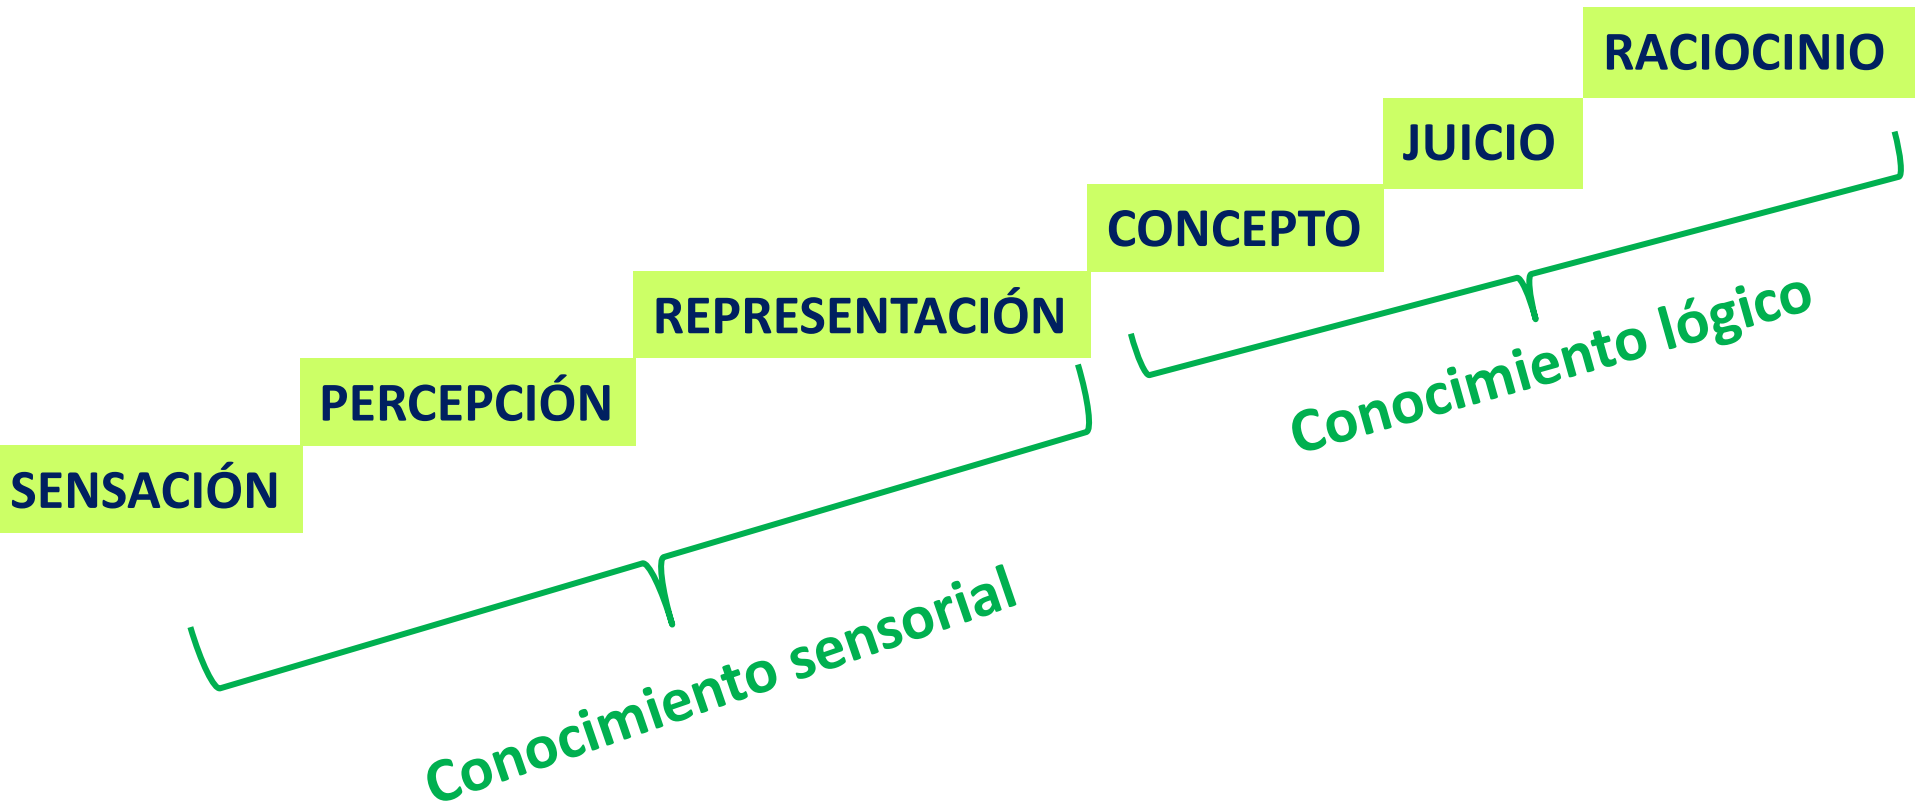 RACIOCINIO
JUICIO
CONCEPTO
REPRESENTACIÓN
PERCEPCIÓN
SENSACIÓN
Conocimiento lógico
Conocimiento sensorial